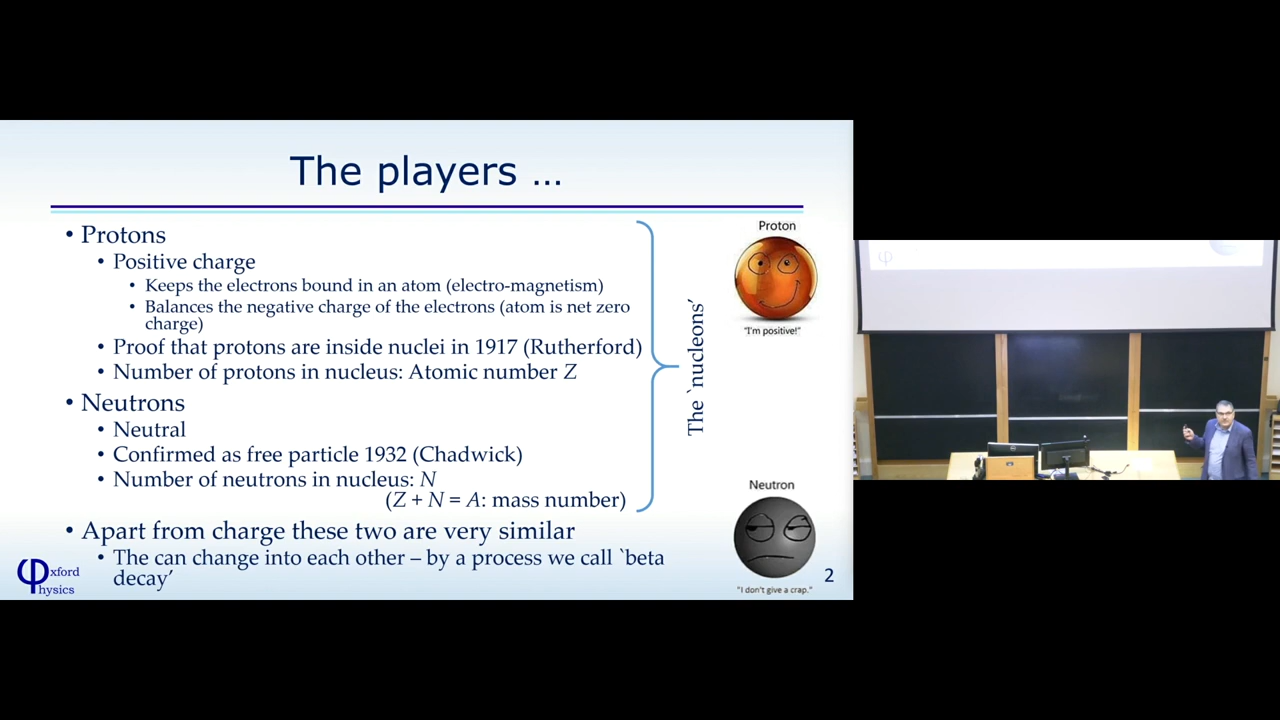 The players …
• Protons
• Positive charge
• Keeps the electrons bound in an atom (electro-magnetism)
• Balances the negative charge of the electrons (atom is net zero
charge)
• Proof that protons are inside nuclei in 1917 (Rutherford)
• Number of protons in nucleus: Atomic number Z
• Neutrons
• Neutral
• Confirmed as free particle 1932 (Chadwick)
• Number of neutrons in nucleus: N
(Z + N = A: mass number)
• Apart from charge these two are very similar
• The can change into each other – by a process we call `beta
decay’
The `nucleons’
Proton
"I'm positive!"
Neutron
"I don't give a crap."
φxford
hysics
2